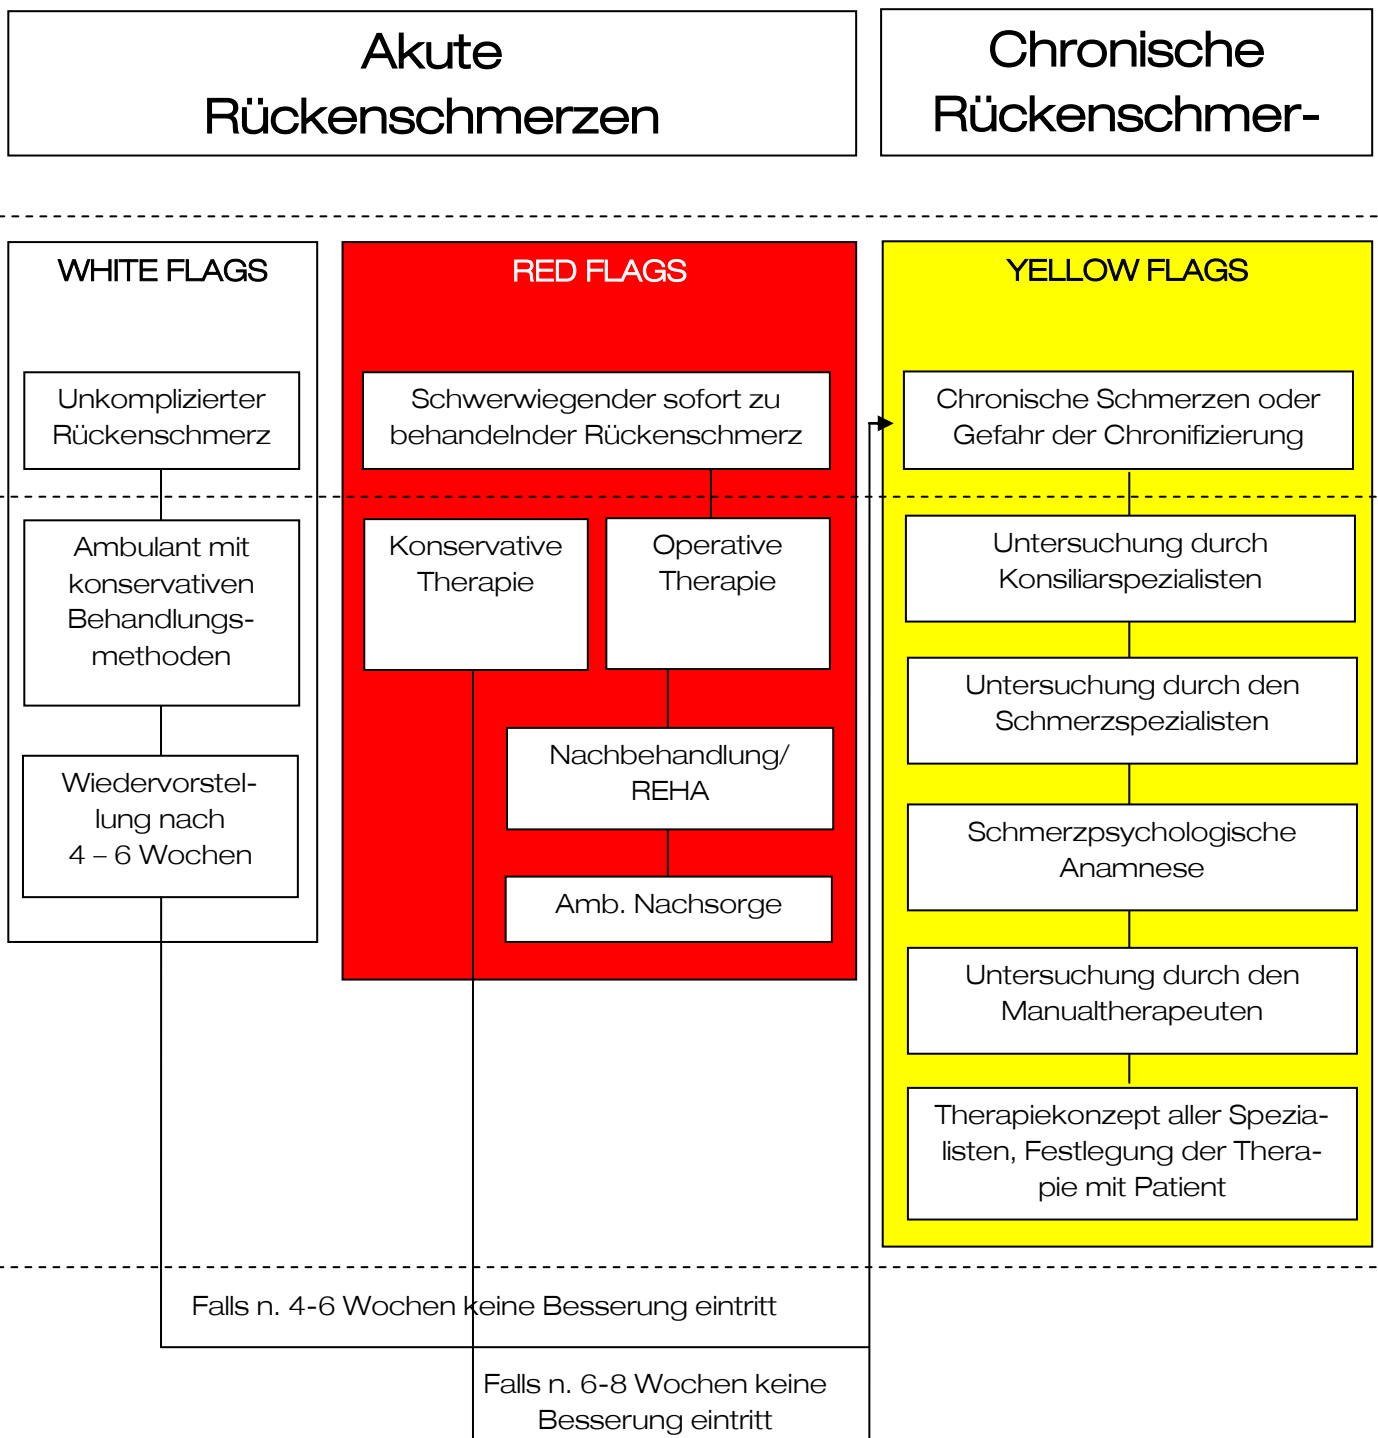 Akute
Rückenschmerzen
Chronische
Rückenschmer-
WHITE FLAGS
Unkomplizierter
Rückenschmerz
Ambulant mit
konservativen
Behandlungs-
methoden
Wiedervorstel-
lung nach
4 – 6 Wochen
RED FLAGS
Schwerwiegender sofort zu
behandelnder Rückenschmerz
Konservative
Therapie
Operative
Therapie
Nachbehandlung/
REHA
Amb. Nachsorge
YELLOW FLAGS
Chronische Schmerzen oder
Gefahr der Chronifizierung
Untersuchung durch
Konsiliarspezialisten
Untersuchung durch den
Schmerzspezialisten
Schmerzpsychologische
Anamnese
Untersuchung durch den
Manualtherapeuten
Therapiekonzept aller Spezia-
listen, Festlegung der Thera-
pie mit Patient
Falls n. 4-6 Wochen keine Besserung eintritt
Falls n. 6-8 Wochen keine
Besserung eintritt